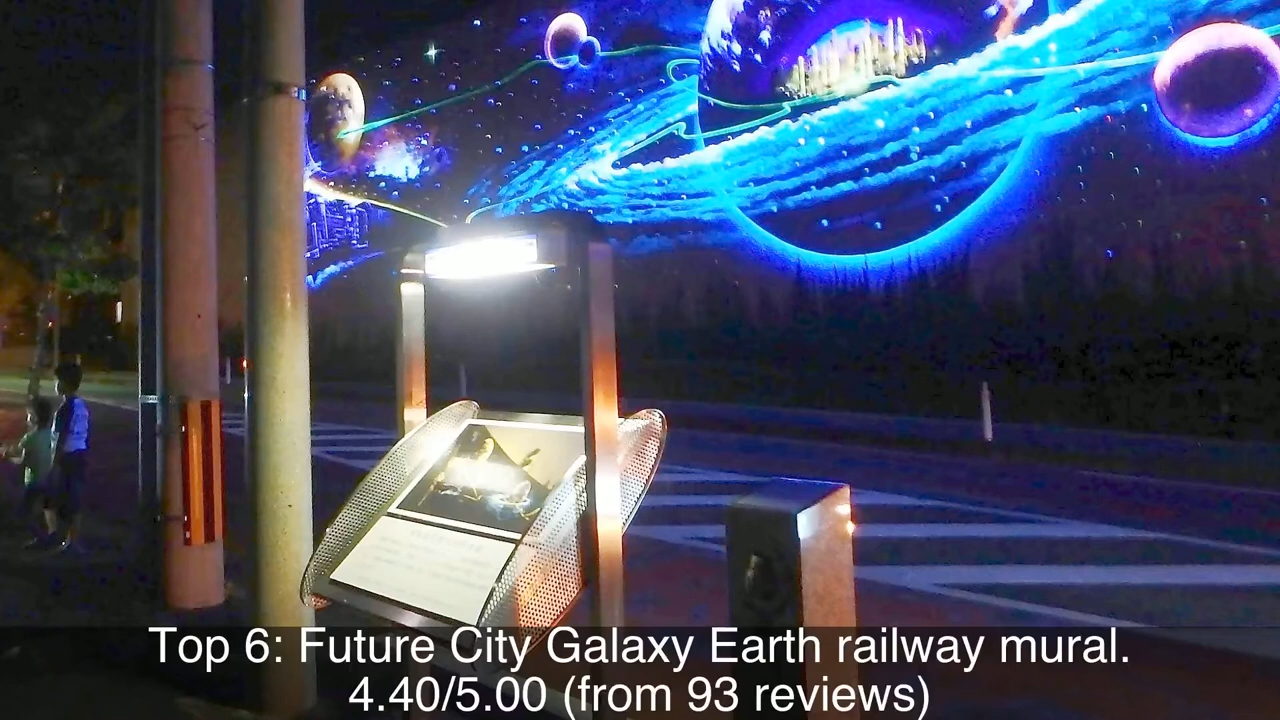 Top 6: Future City Galaxy Earth railway mural.
4.40/5.00 (from 93 reviews)